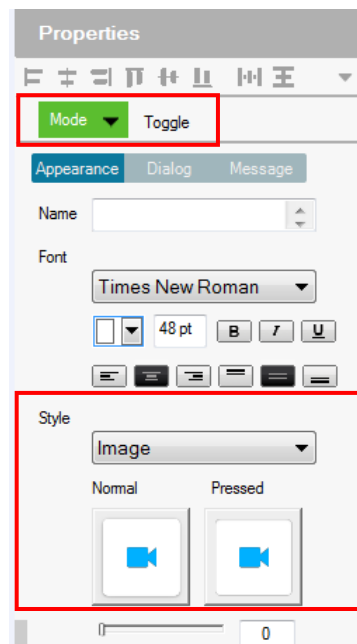 Properties
Mode Toggle
Appearance Dialog Message
Name
Font
Times New Roman
48 pt B I U
Style
Image
Normal Pressed
0